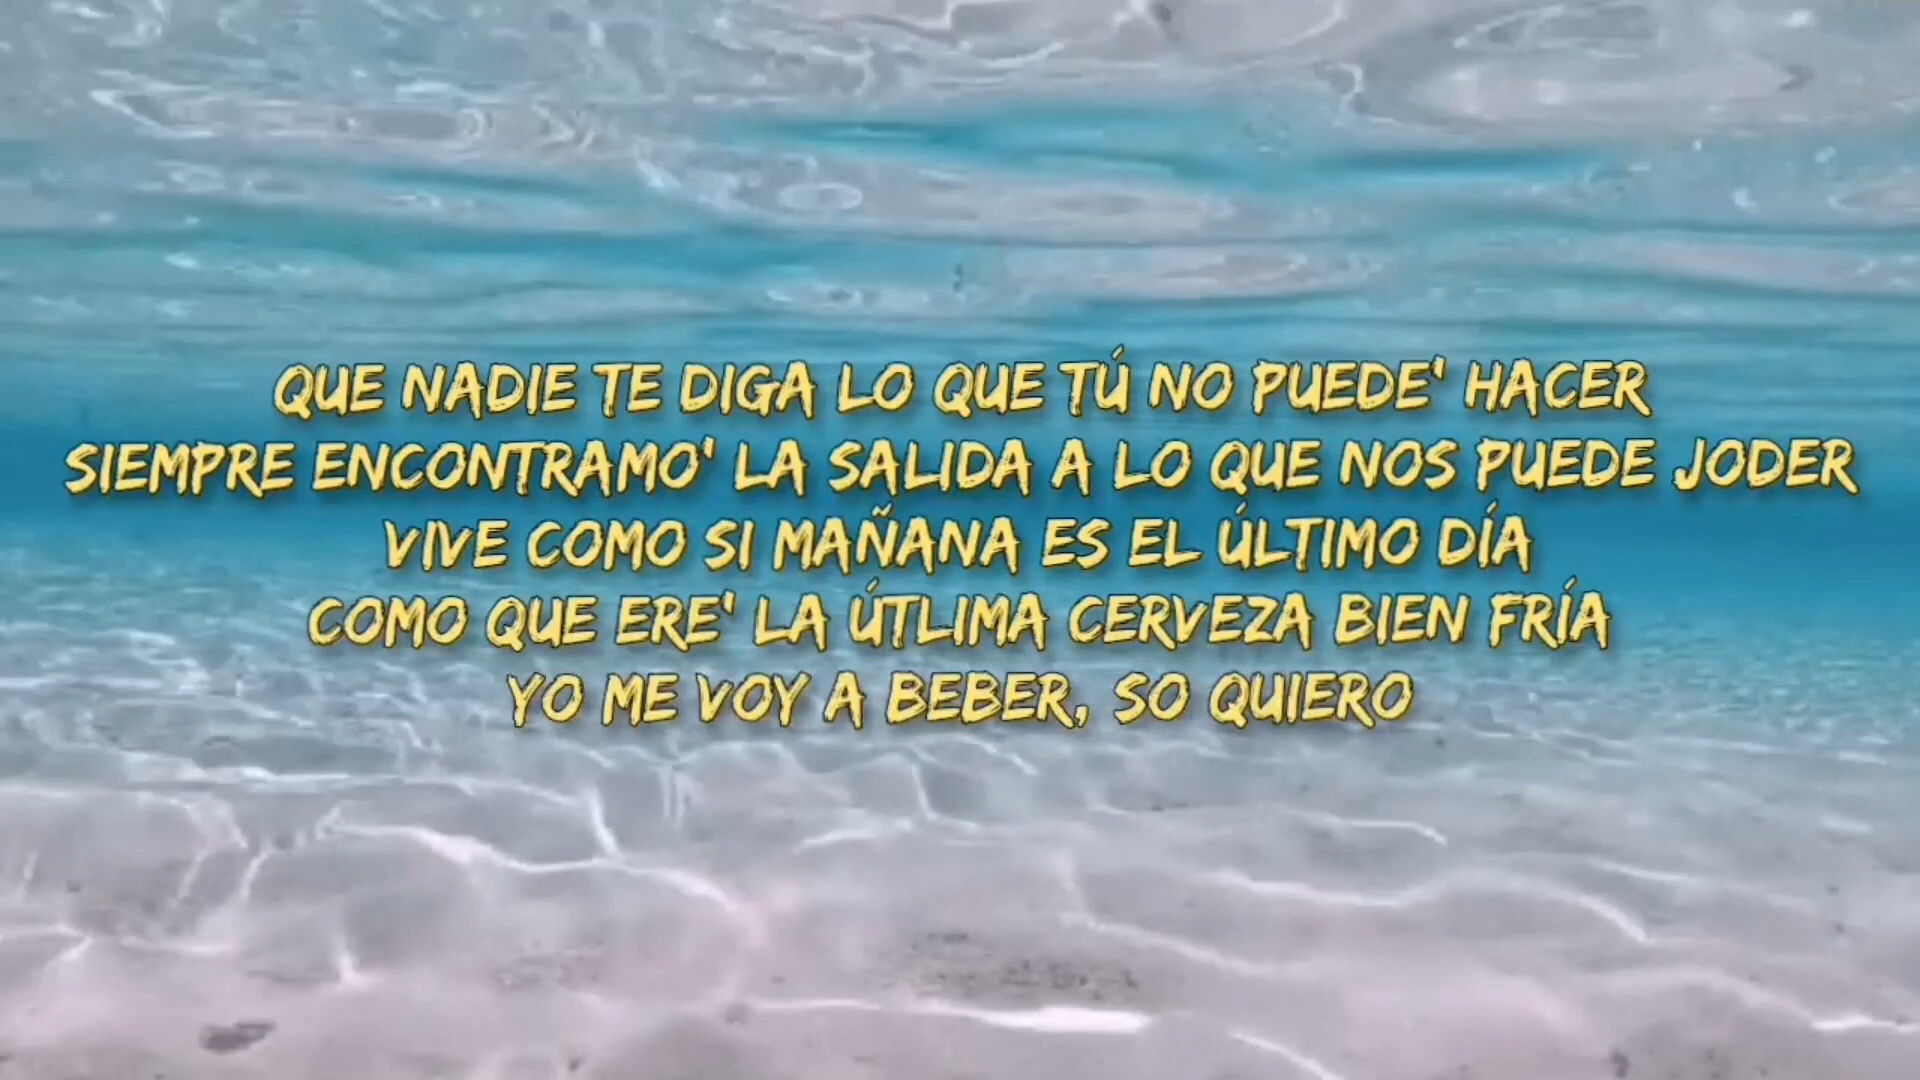 QUE NADIE TE DIGA LO QUE TÚ NO PUEDE' HACER
SIEMPRE ENCONTRAMO' LA SALIDA A LO QUE NOS PUEDE JODER
VIVE COMO SI MAÑANA ES EL ÚLTIMO DÍA
COMO QUE ERE' LA ÚTLIMA CERVEZA BIEN FRÍA
YO ME VOY A BEBER, SO QUIERO